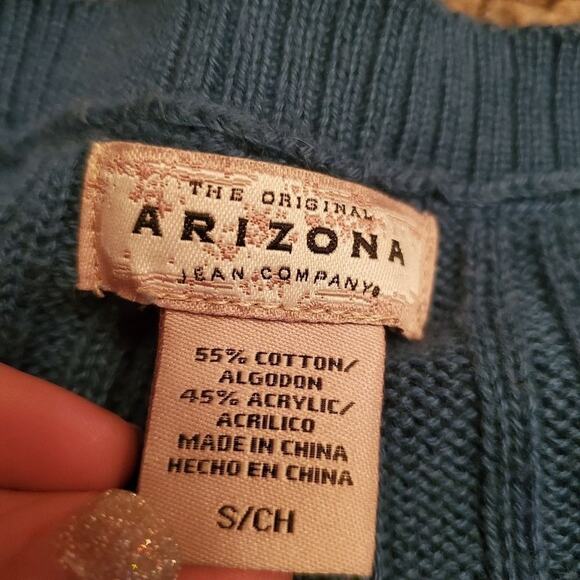 THE ORIGINAL
ARIZONA
JEAN COMPANY®
55% COTTON/
ALGODON
45% ACRYLIC/
ACRILICO
MADE IN CHINA
HECHO EN CHINA
S/CH